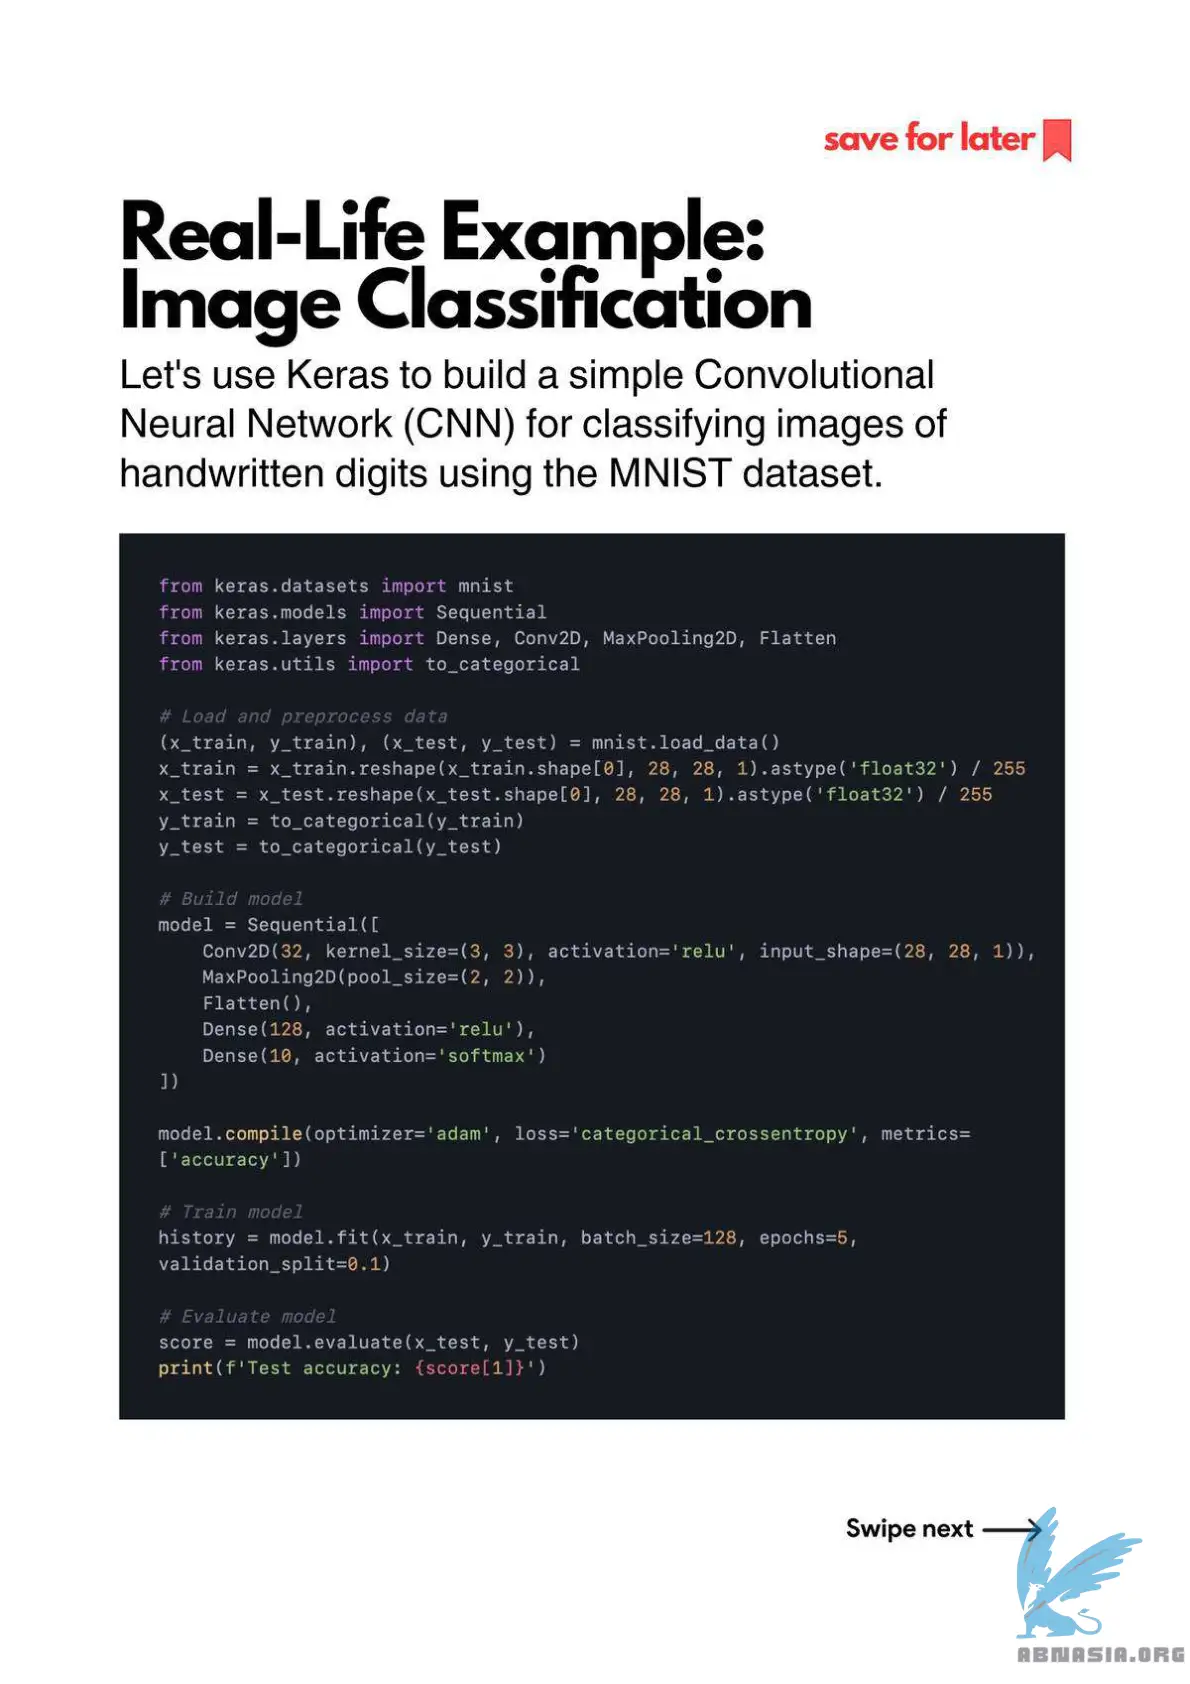 save for later
Real-Life Example:
Image Classification
Let's use Keras to build a simple Convolutional
Neural Network (CNN) for classifying images of
handwritten digits using the MNIST dataset.
from keras.datasets import mnist
from keras.models import Sequential
from keras.layers import Dense, Conv2D, MaxPooling2D, Flatten
from keras.utils import to_categorical
# Load and preprocess data
(x_train, y_train), (x_test, y_test) = mnist.load_data()
x_train = x_train.reshape(x_train.shape[0], 28, 28, 1).astype('float32') / 255
x_test = x_test.reshape(x_test.shape[0], 28, 28, 1).astype('float32') / 255
y_train = to_categorical(y_train)
y_test = to_categorical(y_test)
# Build model
model = Sequential([
    Conv2D(32, kernel_size=(3, 3), activation='relu', input_shape=(28, 28, 1)),
    MaxPooling2D(pool_size=(2, 2)),
    Flatten(),
    Dense(128, activation='relu'),
    Dense(10, activation='softmax')
])
model.compile(optimizer='adam', loss='categorical_crossentropy', metrics=
['accuracy'])
# Train model
history = model.fit(x_train, y_train, batch_size=128, epochs=5,
validation_split=0.1)
# Evaluate model
score = model.evaluate(x_test, y_test)
print(f'Test accuracy: {score[1]}')
Swipe next
ABNASIA.ORG